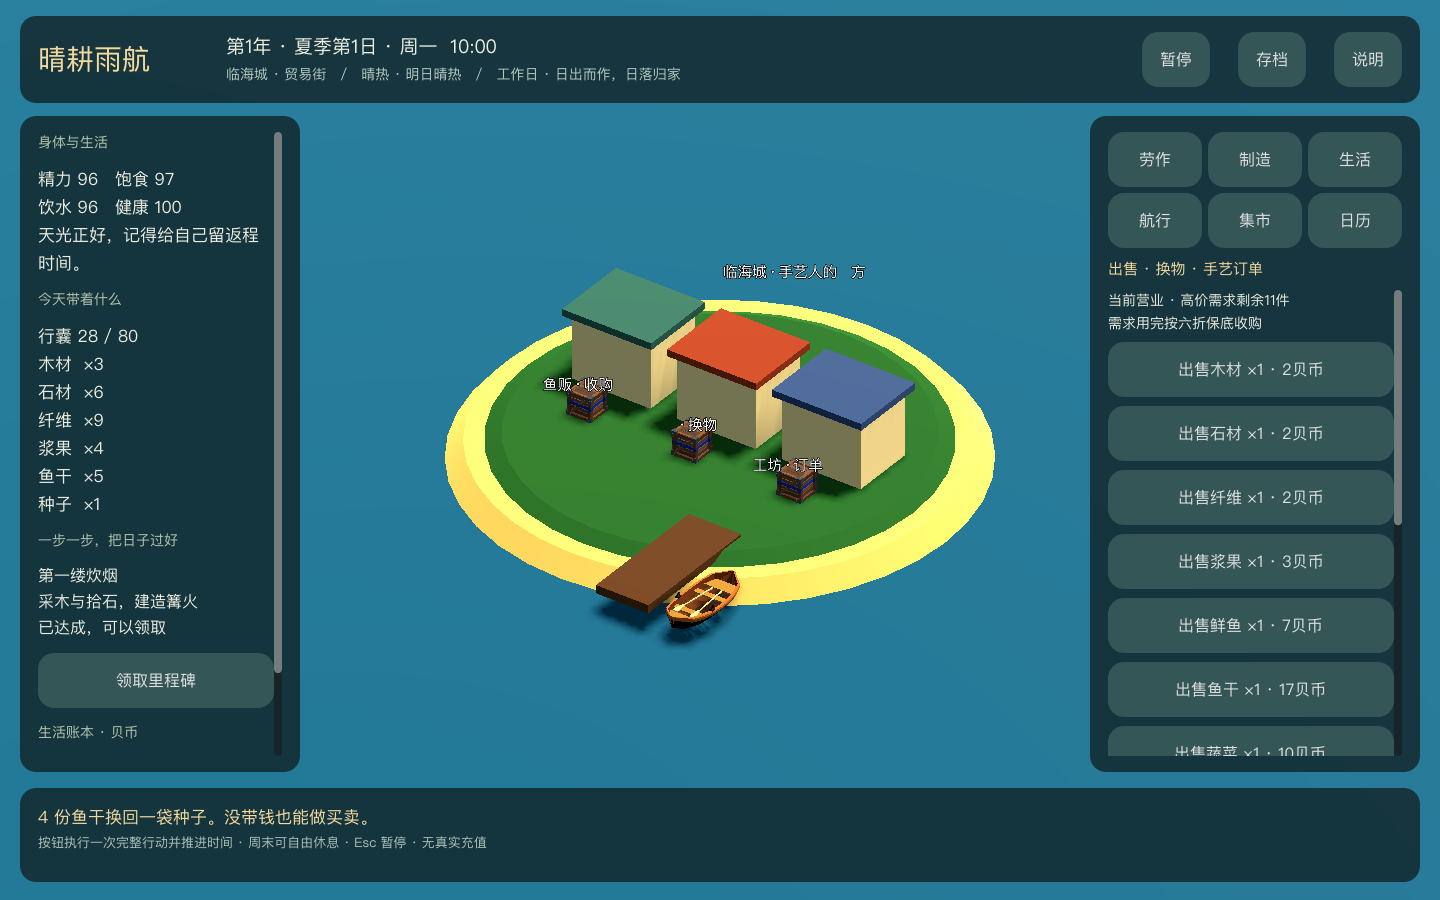 晴耕雨航
第1年 · 夏季第1日 · 周一 10:00
临海城 · 贸易街 / 晴热 · 明日晴热 / 工作日 · 日出而作，日落归家
暂停
存档
说明
身体与生活
精力 96 饱食 97
饮水 96 健康 100
天光正好，记得给自己留返程
时间。
今天带着什么
行囊 28 / 80
木材 ×3
石材 ×6
纤维 ×9
浆果 ×4
鱼干 ×5
种子 ×1
一步一步，把日子过好
第一缕炊烟
采木与拾石，建造篝火
已达成，可以领取
领取里程碑
生活账本 · 贝币
临海城 · 手艺人的 方
鱼贩 · 收购
· 换物
工坊 · 订单
劳作
制造
生活
航行
集市
日历
出售 · 换物 · 手艺订单
当前营业 · 高价需求剩余11件
需求用完按六折保底收购
出售木材 ×1 · 2贝币
出售石材 ×1 · 2贝币
出售纤维 ×1 · 2贝币
出售浆果 ×1 · 3贝币
出售鲜鱼 ×1 · 7贝币
出售鱼干 ×1 · 17贝币
出售蔬菜 ×1 · 10贝币
4 份鱼干换回一袋种子。没带钱也能做买卖。
按钮执行一次完整行动并推进时间 · 周末可自由休息 · Esc 暂停 · 无真实充值